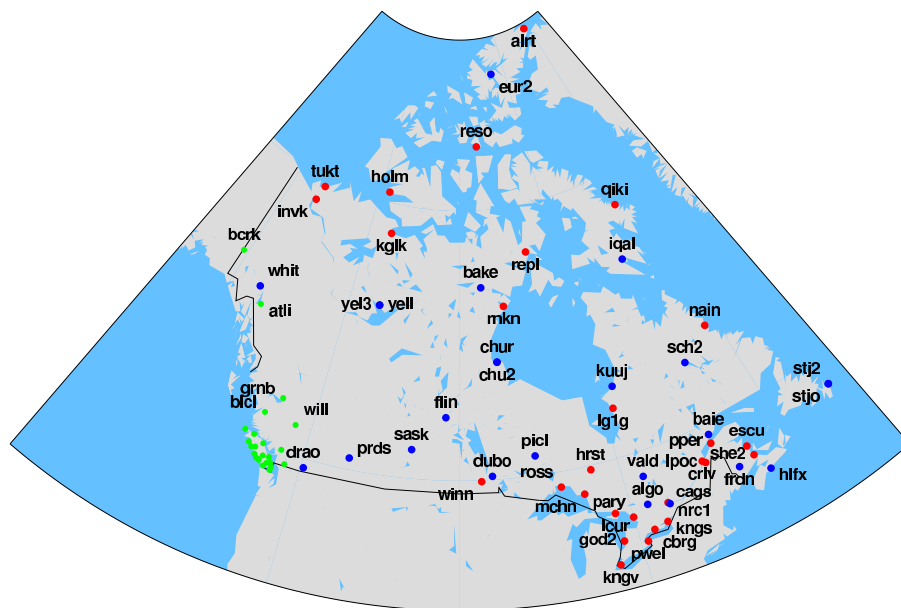 alrt
eur2
reso
tukt
holm
invk
qiki
bcrk
kglk
iqal
repl
whit
bake
atli
yel3 yell
rnkn
nain
chur
sch2
chu2
kuuj
stj2
stjo
grnb
blcl
will
flin
lg1g
baie
escu
sask
picl
pper
prds
drao
dubo
ross
hrst
vald
lpoc
she2
crlv
frdn
hlfx
winn
algo
cags
mchn
pary
nrc1
lcur
kngs
god2
cbrg
pwel
kngv